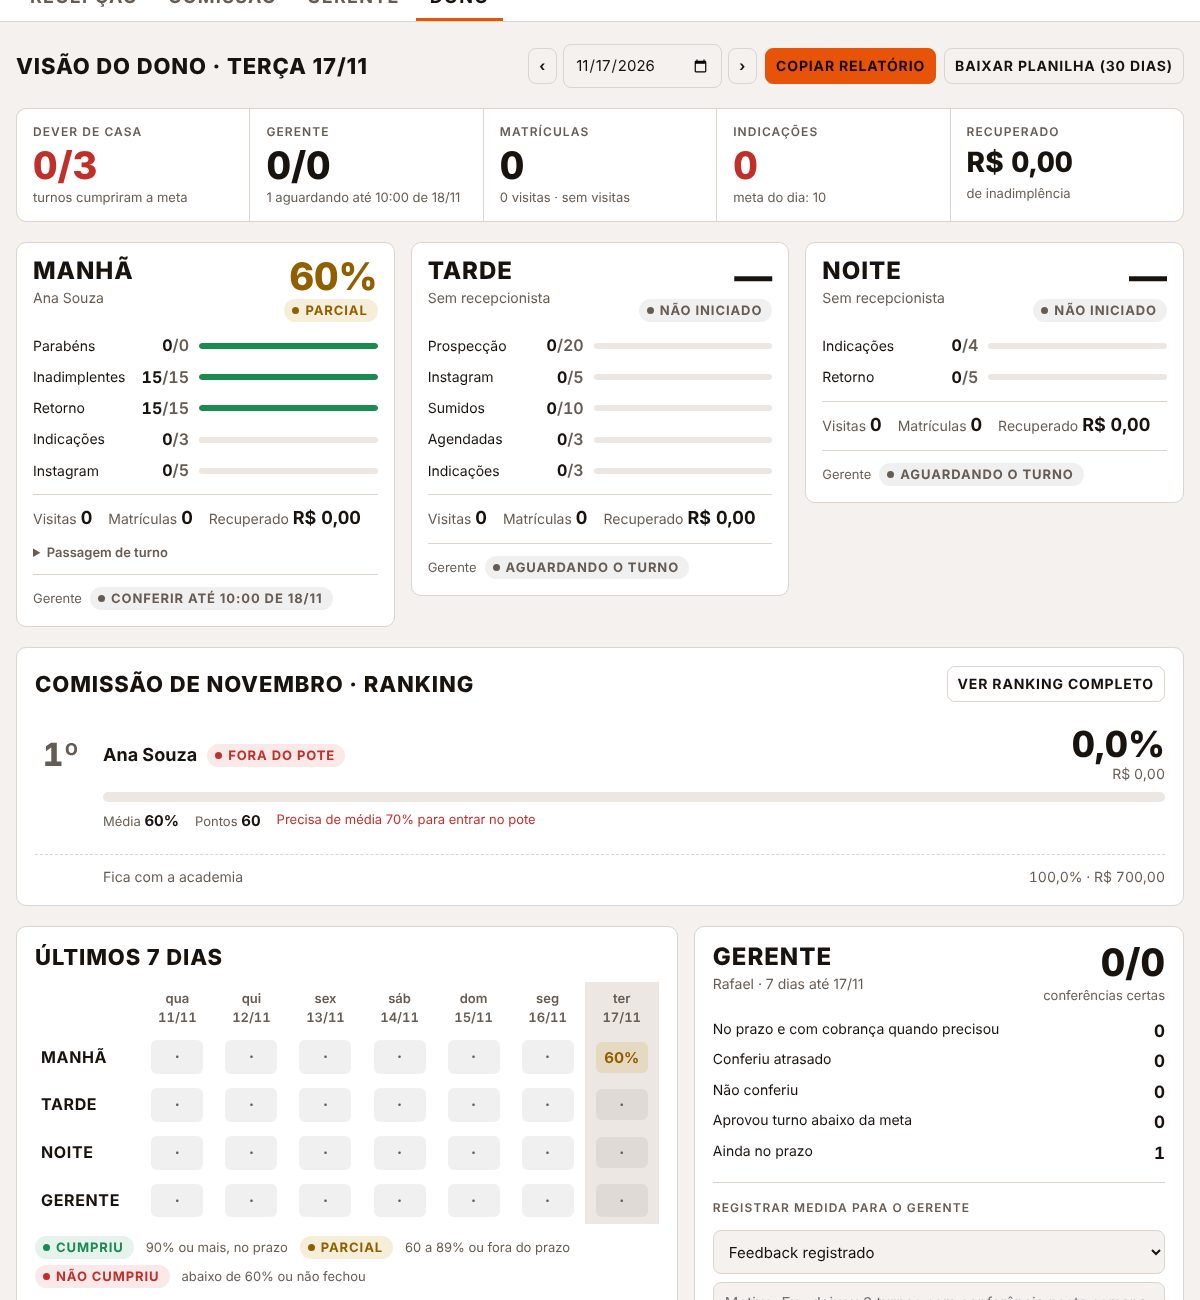 RECEPÇÃO COMISSÃO GERENTE DONO
VISÃO DO DONO · TERÇA 17/11
‹ 11/17/2026 › COPIAR RELATÓRIO BAIXAR PLANILHA (30 DIAS)
DEVER DE CASA
0/3
turnos cumpriram a meta
GERENTE
0/0
1 aguardando até 10:00 de 18/11
MATRÍCULAS
0
0 visitas · sem visitas
INDICAÇÕES
0
meta do dia: 10
RECUPERADO
R$ 0,00
de inadimplência
MANHÃ 60%
Ana Souza
PARCIAL
Parabéns 0/0
Inadimplentes 15/15
Retorno 15/15
Indicações 0/3
Instagram 0/5
Visitas 0 Matrículas 0 Recuperado R$ 0,00
Passagem de turno
Gerente CONFERIR ATÉ 10:00 DE 18/11
TARDE —
Sem recepcionista
NÃO INICIADO
Prospecção 0/20
Instagram 0/5
Sumidos 0/10
Agendadas 0/3
Indicações 0/3
Visitas 0 Matrículas 0 Recuperado R$ 0,00
Gerente AGUARDANDO O TURNO
NOITE —
Sem recepcionista
NÃO INICIADO
Indicações 0/4
Retorno 0/5
Visitas 0 Matrículas 0 Recuperado R$ 0,00
Gerente AGUARDANDO O TURNO
COMISSÃO DE NOVEMBRO · RANKING VER RANKING COMPLETO
1º Ana Souza FORA DO POTE 0,0%
R$ 0,00
Média 60% Pontos 60 Precisa de média 70% para entrar no pote
Fica com a academia 100,0% · R$ 700,00
ÚLTIMOS 7 DIAS
qua qui sex sáb dom seg ter
11/11 12/11 13/11 14/11 15/11 16/11 17/11
MANHÃ · · · · · · 60%
TARDE · · · · · · ·
NOITE · · · · · · ·
GERENTE · · · · · · ·
CUMPRIU 90% ou mais, no prazo PARCIAL 60 a 89% ou fora do prazo
NÃO CUMPRIU abaixo de 60% ou não fechou
GERENTE 0/0
Rafael · 7 dias até 17/11
conferências certas
No prazo e com cobrança quando precisou 0
Conferiu atrasado 0
Não conferiu 0
Aprovou turno abaixo da meta 0
Ainda no prazo 1
REGISTRAR MEDIDA PARA O GERENTE
Feedback registrado